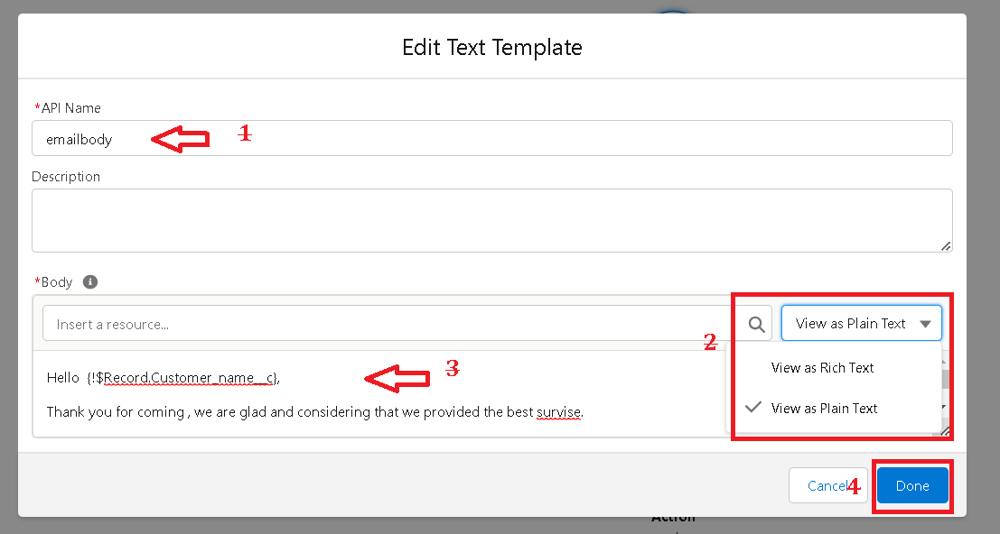 Edit Text Template
*API Name
emailbody 1
Description
*Body
Insert a resource... View as Plain Text
2
View as Rich Text
Hello {!$Record.Customer_name__c}, 3
View as Plain Text
Thank you for coming , we are glad and considering that we provided the best survise.
Cancel 4 Done
Action